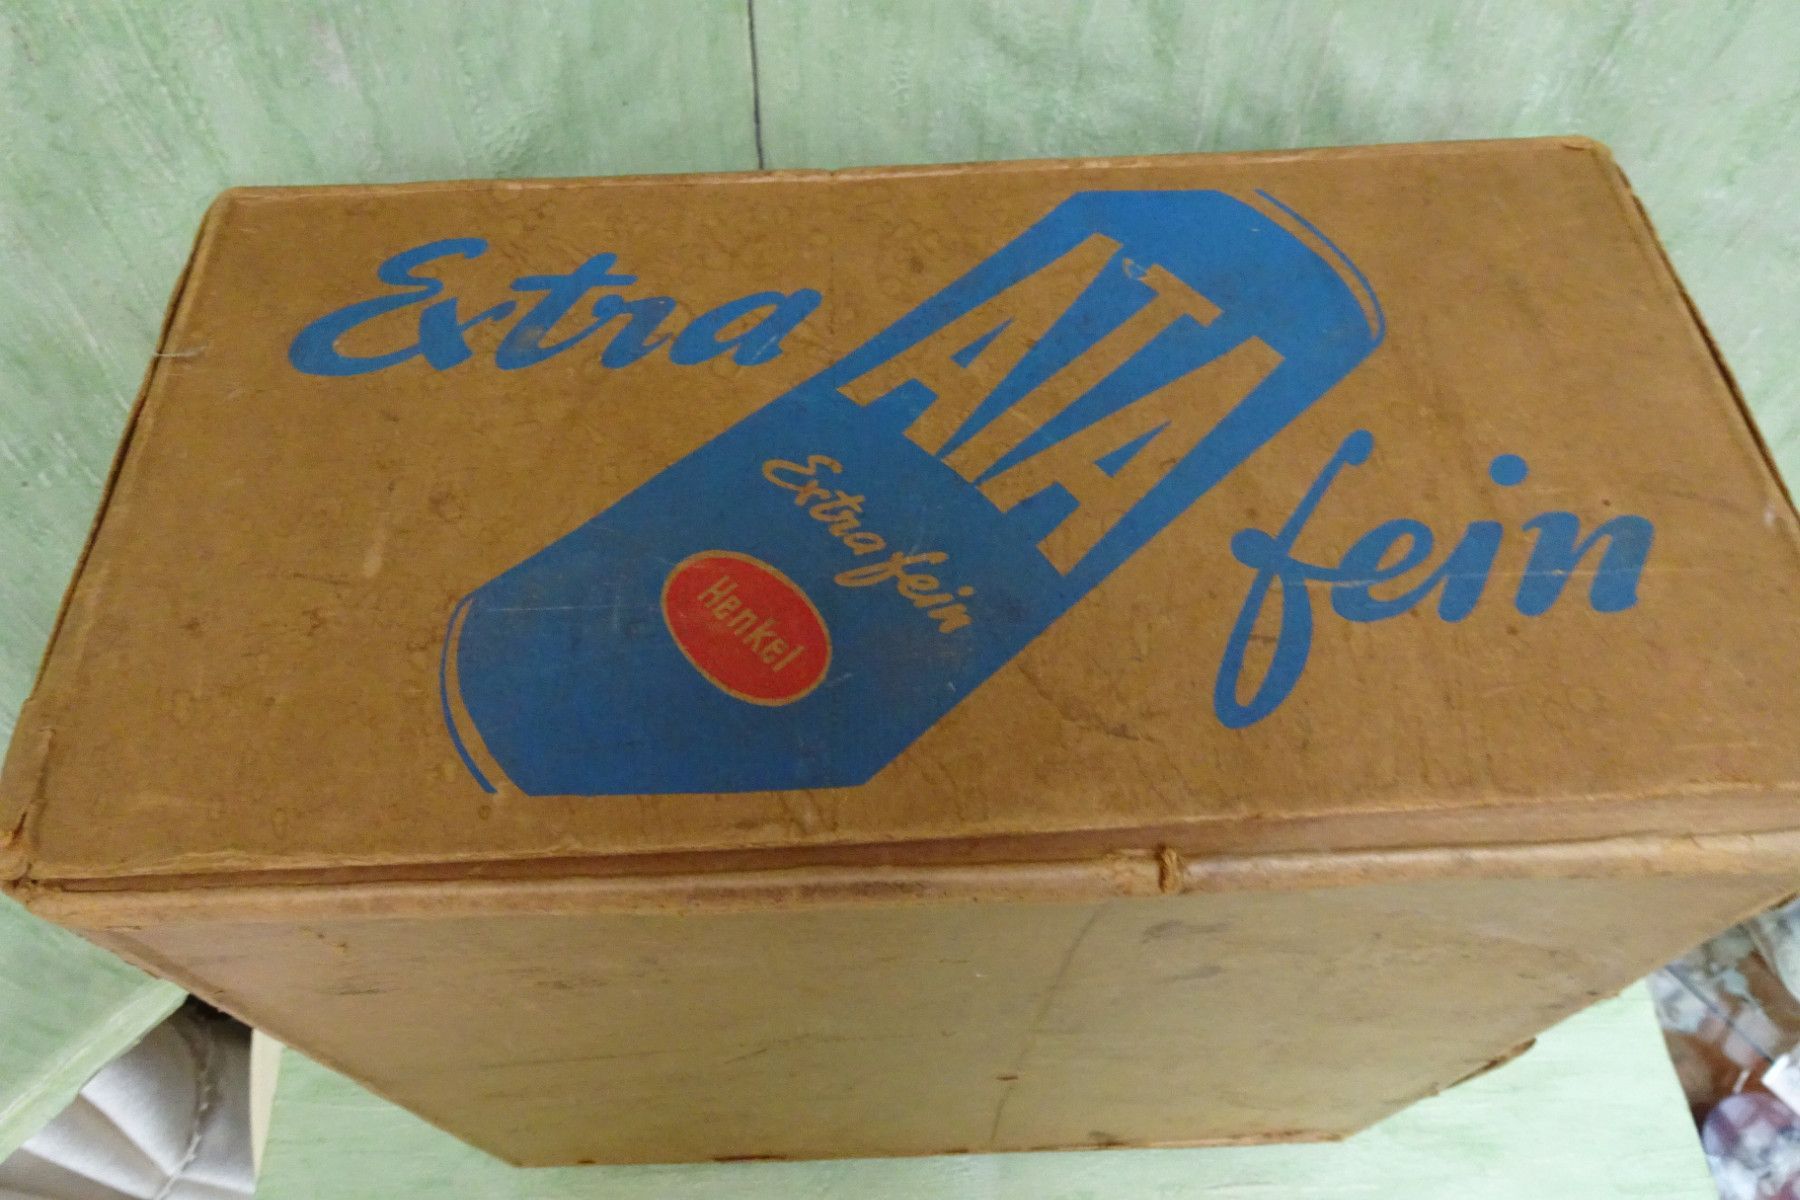 Extra
ATA
Extra fein
Henkel
fein